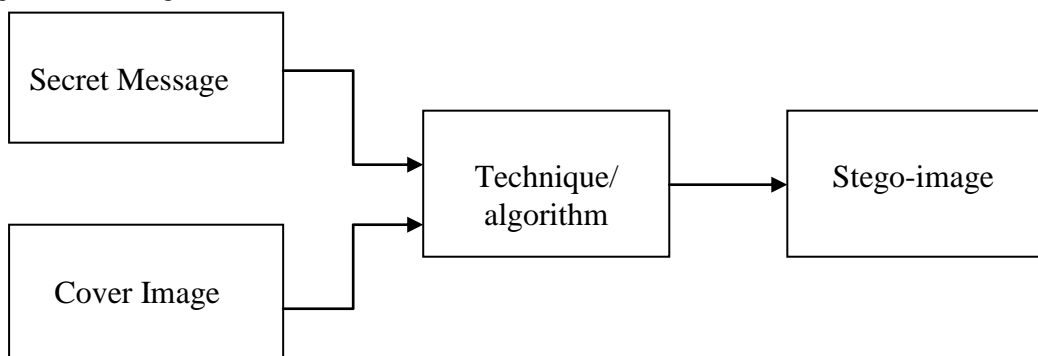 Secret Message
Technique/
algorithm
Stego-image
Cover Image